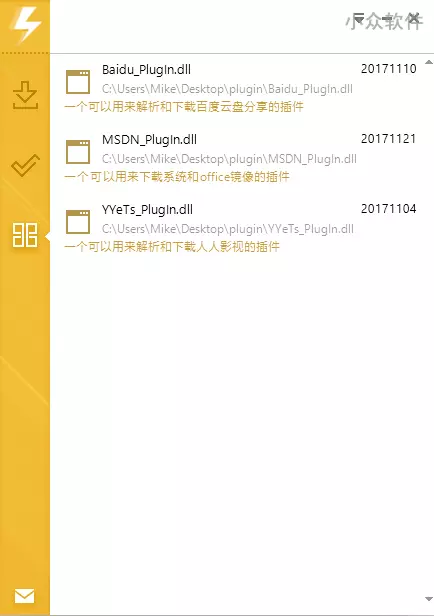 小众软件
Baidu_PlugIn.dll 20171110
C:\Users\Mike\Desktop\plugin\Baidu_PlugIn.dll
一个可以用来解析和下载百度云盘分享的插件
MSDN_PlugIn.dll 20171121
C:\Users\Mike\Desktop\plugin\MSDN_PlugIn.dll
一个可以用来下载系统和office镜像的插件
YYeTs_PlugIn.dll 20171104
C:\Users\Mike\Desktop\plugin\YYeTs_PlugIn.dll
一个可以用来解析和下载人人影视的插件